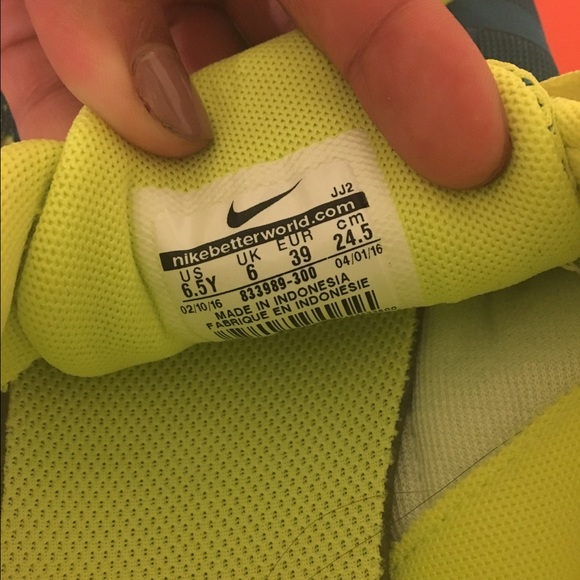 JJ2
nikebetterworld.com
US UK EUR cm
6.5Y 6 39 24.5
02/10/16 833989-300 04/01/16
MADE IN INDONESIA
FABRIQUE EN INDONESIE